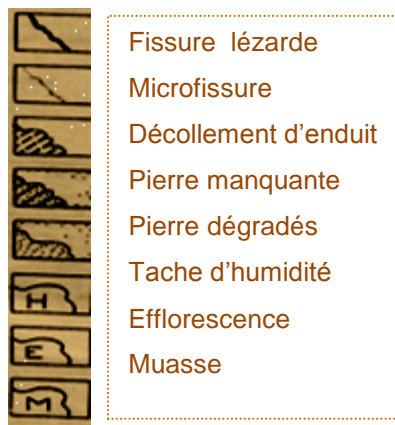 Fissure lézarde
Microfissure
Décollement d'enduit
Pierre manquante
Pierre dégradés
Tache d'humidité
H
Efflorescence
E
Muasse
M